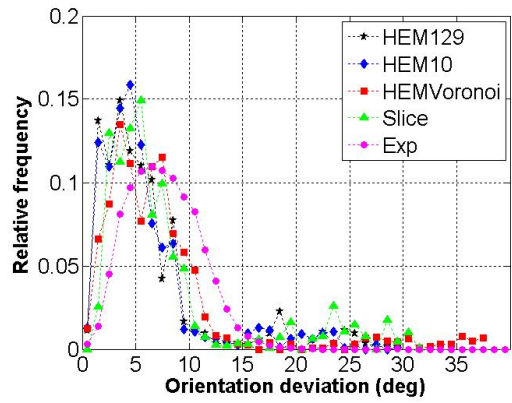 0.2
0.15
0.1
0.05
0
Relative frequency
HEM129
HEM10
HEMVoronoi
Slice
Exp
0 5 10 15 20 25 30 35
Orientation deviation (deg)